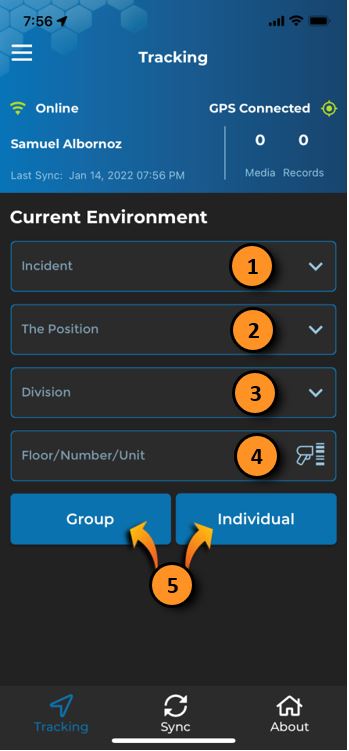 7:56
Tracking
Online
GPS Connected
Samuel Albornoz
0 0
Last Sync: Jan 14, 2022 07:56 PM
Media Records
Current Environment
Incident 1
The Position 2
Division 3
Floor/Number/Unit 4
Group Individual
5
Tracking Sync About